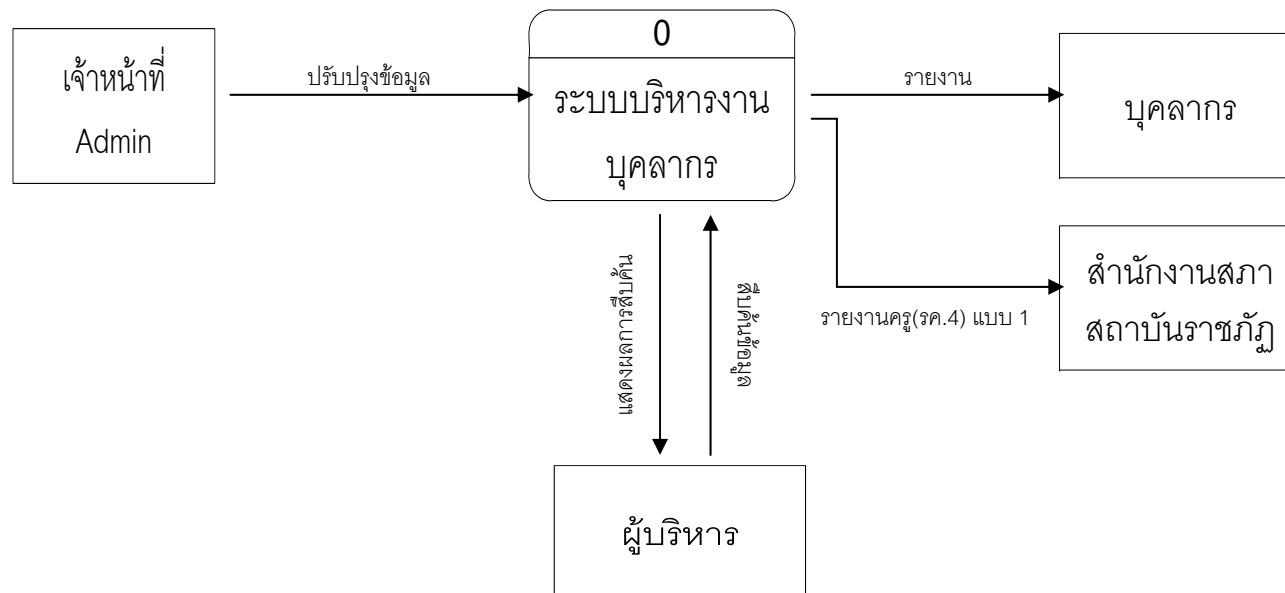 0
เจ้าหน้าที่
Admin
ปรับปรุงข้อมูล
ระบบบริหารงาน
บุคลากร
รายงาน
บุคลากร
แสดงผลการสืบค้น
สืบค้นข้อมูล
รายงานครู(รค.4) แบบ 1
สำนักงานสภา
สถาบันราชภัฏ
ผู้บริหาร